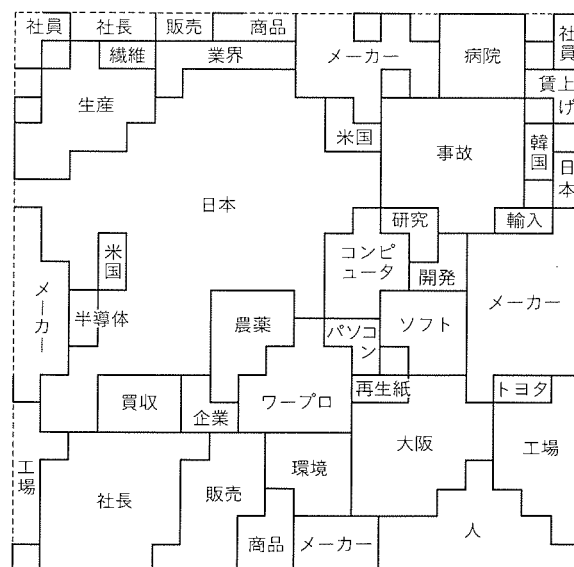 社員
社長
販売
商品
メーカー
病院
社員
繊維
業界
賃上げ
生産
米国
事故
韓国
日本
日本
研究
輸入
コンピュータ
米国
開発
メーカー
メーカー
半導体
農薬
パソコン
ソフト
買収
企業
ワープロ
再生紙
トヨタ
工場
社長
販売
環境
大阪
工場
商品
メーカー
人